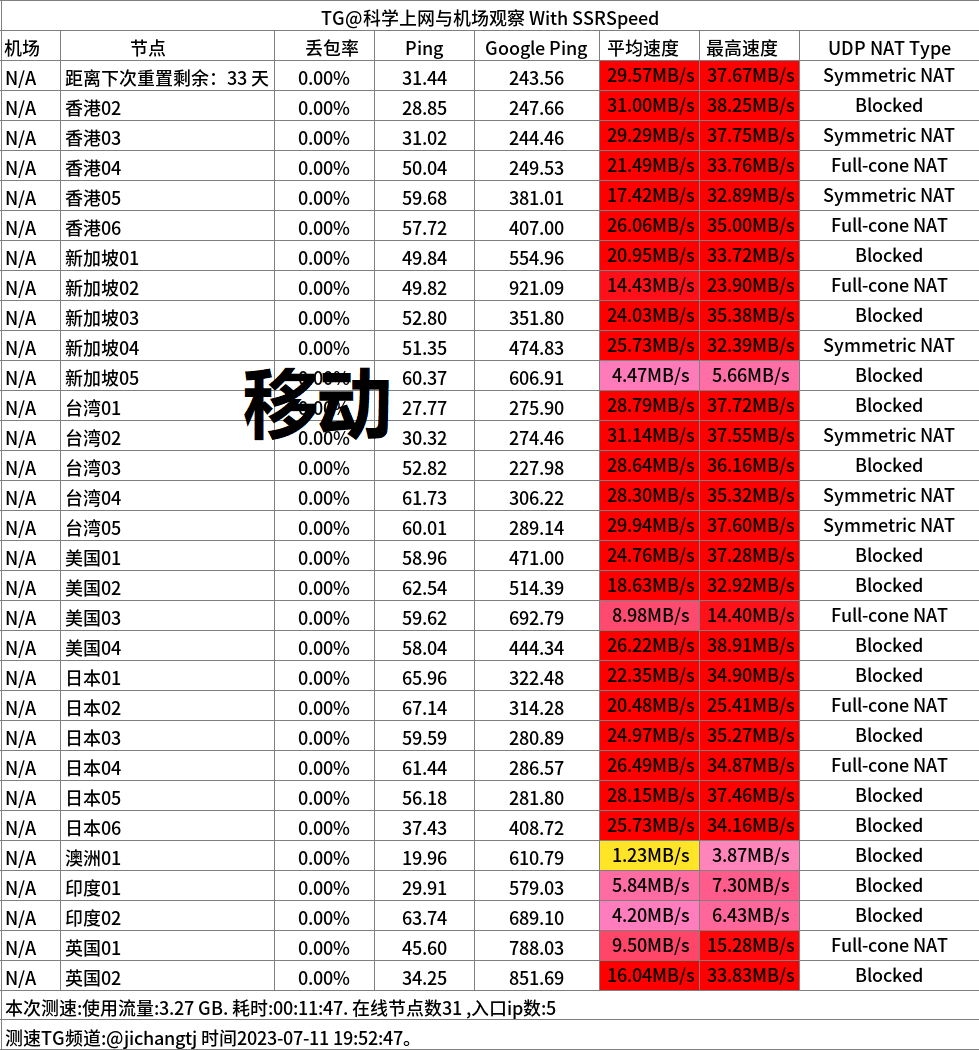 TG@科学上网与机场观察 With SSRSpeed
机场 节点 丢包率 Ping Google Ping 平均速度 最高速度 UDP NAT Type
N/A 距离下次重置剩余：33 天 0.00% 31.44 243.56 29.57MB/s 37.67MB/s Symmetric NAT
N/A 香港02 0.00% 28.85 247.66 31.00MB/s 38.25MB/s Blocked
N/A 香港03 0.00% 31.02 244.46 29.29MB/s 37.75MB/s Symmetric NAT
N/A 香港04 0.00% 50.04 249.53 21.49MB/s 33.76MB/s Full-cone NAT
N/A 香港05 0.00% 59.68 381.01 17.42MB/s 32.89MB/s Symmetric NAT
N/A 香港06 0.00% 57.72 407.00 26.06MB/s 35.00MB/s Full-cone NAT
N/A 新加坡01 0.00% 49.84 554.96 20.95MB/s 33.72MB/s Blocked
N/A 新加坡02 0.00% 49.82 921.09 14.43MB/s 23.90MB/s Full-cone NAT
N/A 新加坡03 0.00% 52.80 351.80 24.03MB/s 35.38MB/s Blocked
N/A 新加坡04 0.00% 51.35 474.83 25.73MB/s 32.39MB/s Symmetric NAT
N/A 新加坡05 0.00% 60.37 606.91 4.47MB/s 5.66MB/s Blocked
移动
N/A 台湾01 0.00% 27.77 275.90 28.79MB/s 37.72MB/s Blocked
N/A 台湾02 0.00% 30.32 274.46 31.14MB/s 37.55MB/s Symmetric NAT
N/A 台湾03 0.00% 52.82 227.98 28.64MB/s 36.16MB/s Blocked
N/A 台湾04 0.00% 61.73 306.22 28.30MB/s 35.32MB/s Symmetric NAT
N/A 台湾05 0.00% 60.01 289.14 29.94MB/s 37.60MB/s Symmetric NAT
N/A 美国01 0.00% 58.96 471.00 24.76MB/s 37.28MB/s Blocked
N/A 美国02 0.00% 62.54 514.39 18.63MB/s 32.92MB/s Blocked
N/A 美国03 0.00% 59.62 692.79 8.98MB/s 14.40MB/s Full-cone NAT
N/A 美国04 0.00% 58.04 444.34 26.22MB/s 38.91MB/s Blocked
N/A 日本01 0.00% 65.96 322.48 22.35MB/s 34.90MB/s Blocked
N/A 日本02 0.00% 67.14 314.28 20.48MB/s 25.41MB/s Full-cone NAT
N/A 日本03 0.00% 59.59 280.89 24.97MB/s 35.27MB/s Blocked
N/A 日本04 0.00% 61.44 286.57 26.49MB/s 34.87MB/s Full-cone NAT
N/A 日本05 0.00% 56.18 281.80 28.15MB/s 37.46MB/s Blocked
N/A 日本06 0.00% 37.43 408.72 25.73MB/s 34.16MB/s Blocked
N/A 澳洲01 0.00% 19.96 610.79 1.23MB/s 3.87MB/s Blocked
N/A 印度01 0.00% 29.91 579.03 5.84MB/s 7.30MB/s Blocked
N/A 印度02 0.00% 63.74 689.10 4.20MB/s 6.43MB/s Blocked
N/A 英国01 0.00% 45.60 788.03 9.50MB/s 15.28MB/s Full-cone NAT
N/A 英国02 0.00% 34.25 851.69 16.04MB/s 33.83MB/s Blocked
本次测速:使用流量:3.27 GB. 耗时:00:11:47. 在线节点数31 ,入口ip数:5
测速TG频道:@jichangtj 时间2023-07-11 19:52:47。